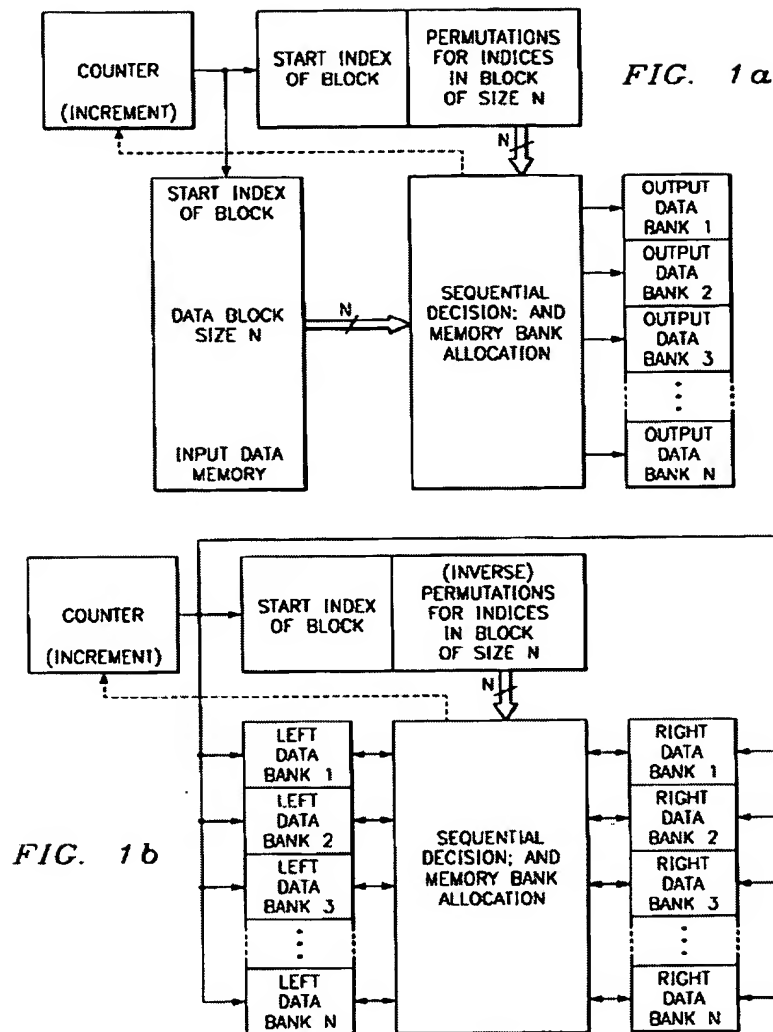 COUNTER
(INCREMENT)
START INDEX
OF BLOCK
PERMUTATIONS
FOR INDICES
IN BLOCK
OF SIZE N
FIG. 1a
N
START INDEX
OF BLOCK
DATA BLOCK
SIZE N
INPUT DATA
MEMORY
N
SEQUENTIAL
DECISION; AND
MEMORY BANK
ALLOCATION
OUTPUT
DATA
BANK 1
OUTPUT
DATA
BANK 2
OUTPUT
DATA
BANK 3
OUTPUT
DATA
BANK N
COUNTER
(INCREMENT)
START INDEX
OF BLOCK
(INVERSE)
PERMUTATIONS
FOR INDICES
IN BLOCK
OF SIZE N
N
FIG. 1b
LEFT
DATA
BANK 1
LEFT
DATA
BANK 2
LEFT
DATA
BANK 3
LEFT
DATA
BANK N
SEQUENTIAL
DECISION; AND
MEMORY BANK
ALLOCATION
RIGHT
DATA
BANK 1
RIGHT
DATA
BANK 2
RIGHT
DATA
BANK 3
RIGHT
DATA
BANK N